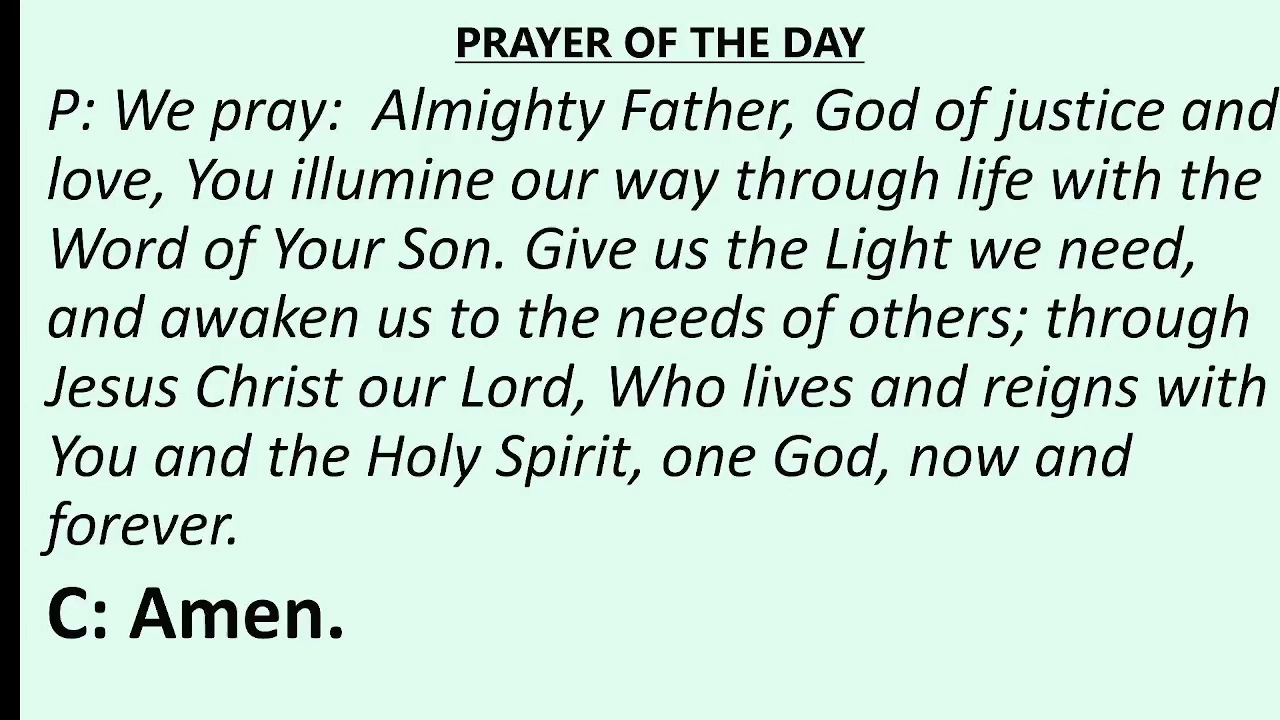 PRAYER OF THE DAY
P: We pray:  Almighty Father, God of justice and
love, You illumine our way through life with the
Word of Your Son. Give us the Light we need,
and awaken us to the needs of others; through
Jesus Christ our Lord, Who lives and reigns with
You and the Holy Spirit, one God, now and
forever.
C: Amen.